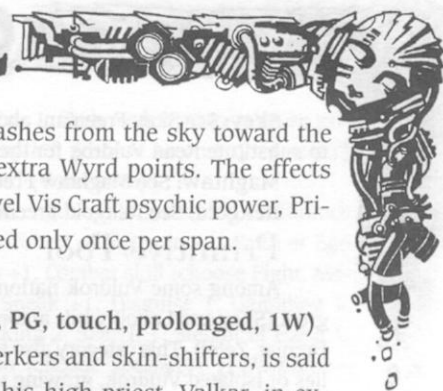 ashes from the sky toward the
extra Wyrd points. The effects
vel Vis Craft psychic power, Pri-
ed only once per span.
, PG, touch, prolonged, 1W)
erkers and skin-shifters, is said
his high priest, Valkar, in ex-